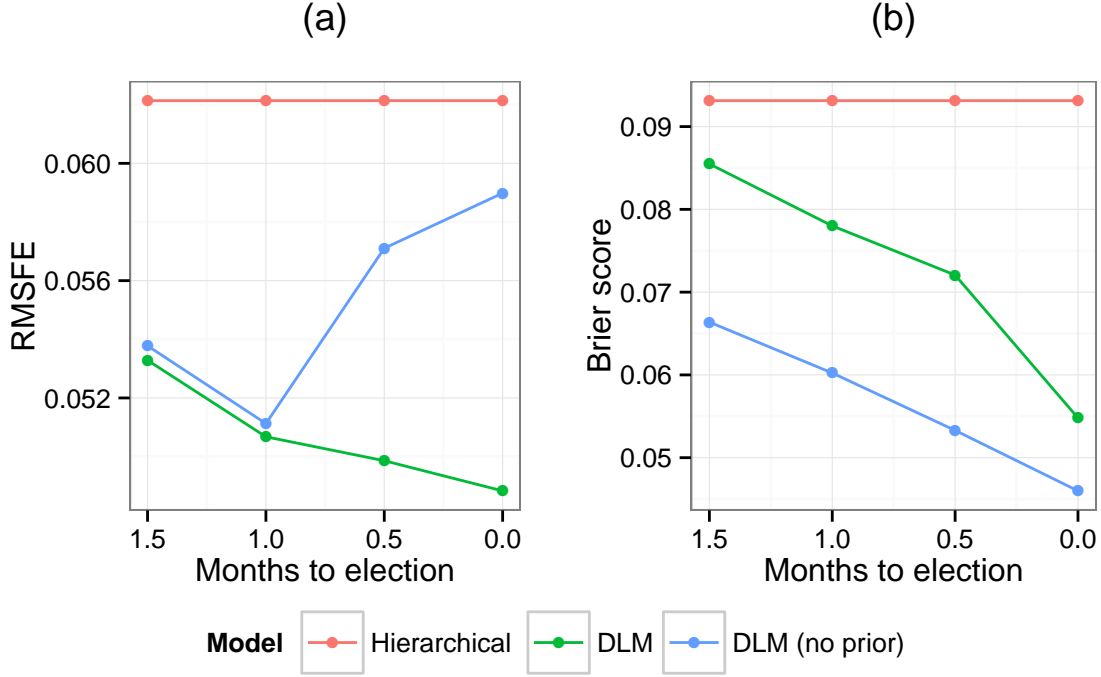 (a)
RMSFE
0.060
0.056
0.052
1.5 1.0 0.5 0.0
Months to election
(b)
Brier score
0.09
0.08
0.07
0.06
0.05
1.5 1.0 0.5 0.0
Months to election
Model Hierarchical DLM DLM (no prior)